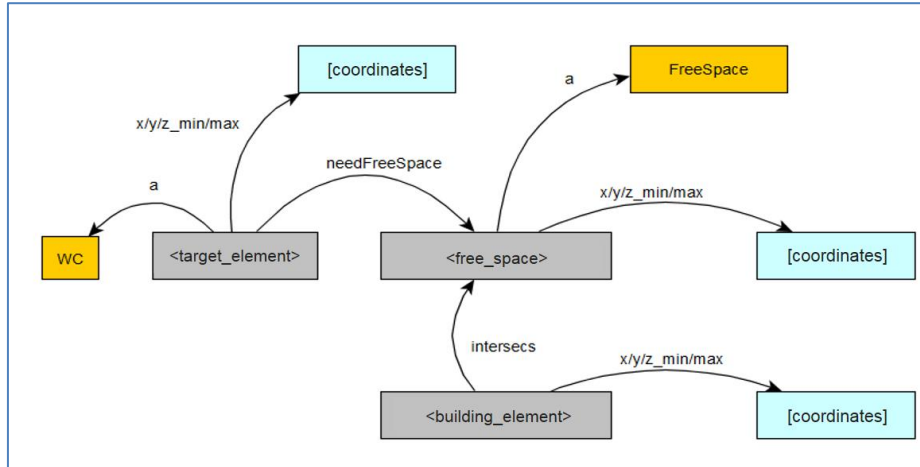 [coordinates]
FreeSpace
a
x/y/z_min/max
needFreeSpace
a
x/y/z_min/max
WC
<target_element>
<free_space>
[coordinates]
intersecs
x/y/z_min/max
<building_element>
[coordinates]